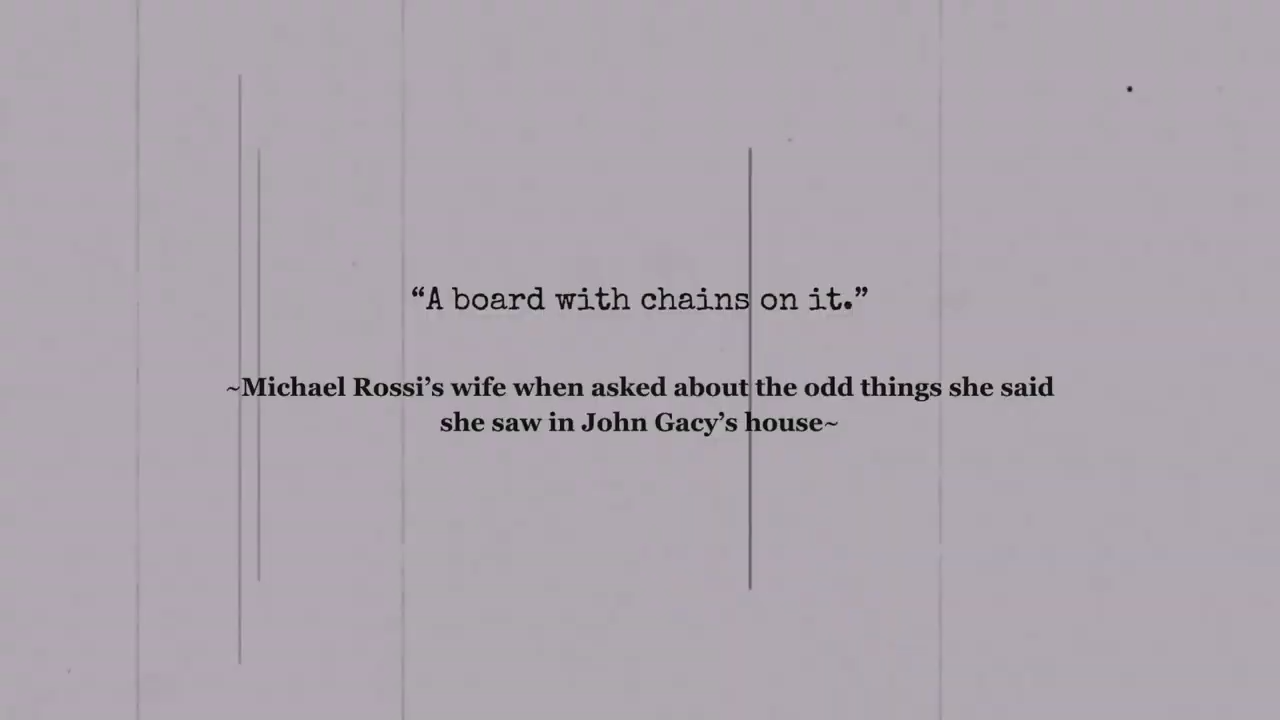 “A board with chains on it.”
~Michael Rossi’s wife when asked about the odd things she said
she saw in John Gacy’s house~